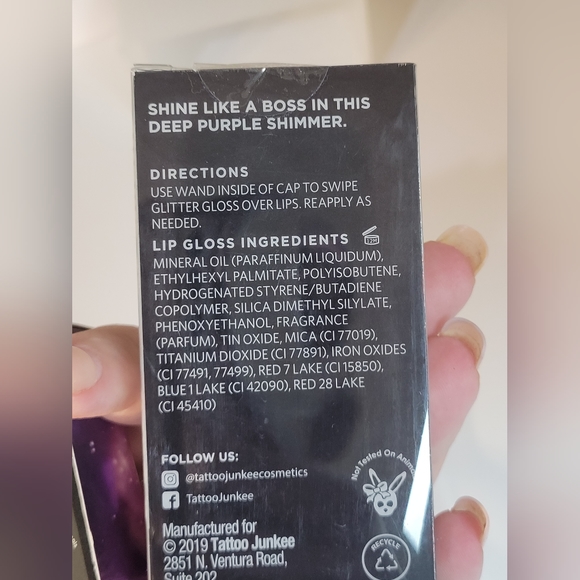 SHINE LIKE A BOSS IN THIS
DEEP PURPLE SHIMMER.
DIRECTIONS
USE WAND INSIDE OF CAP TO SWIPE
GLITTER GLOSS OVER LIPS. REAPPLY AS
NEEDED.
LIP GLOSS INGREDIENTS
MINERAL OIL (PARAFFINUM LIQUIDUM),
ETHYLHEXYL PALMITATE, POLYISOBUTENE,
HYDROGENATED STYRENE/BUTADIENE
COPOLYMER, SILICA DIMETHYL SILYLATE,
PHENOXYETHANOL, FRAGRANCE
(PARFUM), TIN OXIDE, MICA (CI 77019),
TITANIUM DIOXIDE (CI 77891), IRON OXIDES
(CI 77491, 77499), RED 7 LAKE (CI 15850),
BLUE 1 LAKE (CI 42090), RED 28 LAKE
(CI 45410)
FOLLOW US:
@tattoojunkeecosmetics
TattooJunkee
Not Tested On Anim
RECYCLE
Manufactured for
© 2019 Tattoo Junkee
2851 N. Ventura Road,
Suite 202